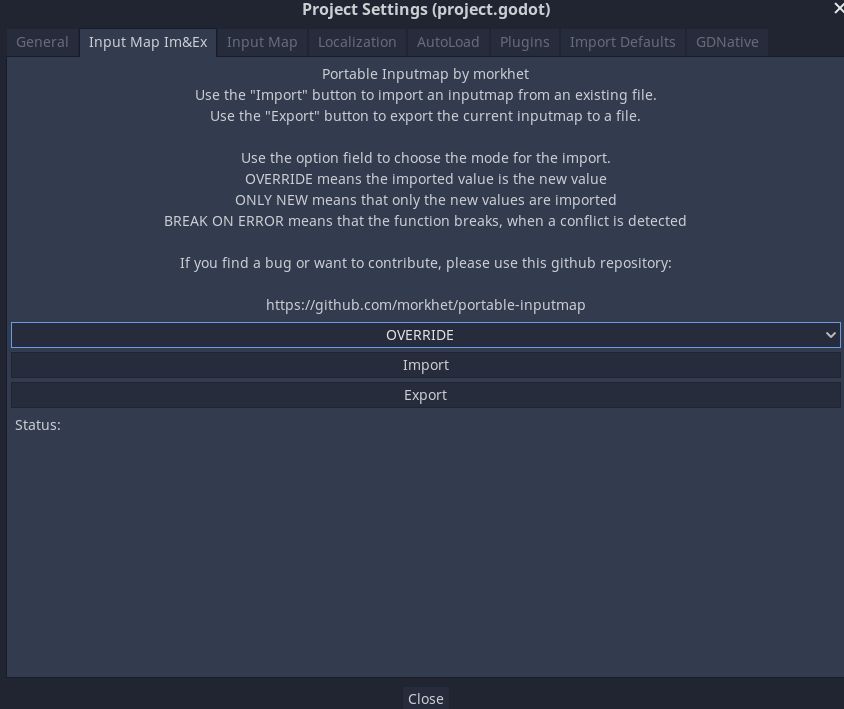 Project Settings (project.godot)
General Input Map Im&Ex Input Map Localization AutoLoad Plugins Import Defaults GDNative
Portable Inputmap by morkhet
Use the "Import" button to import an inputmap from an existing file.
Use the "Export" button to export the current inputmap to a file.
Use the option field to choose the mode for the import.
OVERRIDE means the imported value is the new value
ONLY NEW means that only the new values are imported
BREAK ON ERROR means that the function breaks, when a conflict is detected
If you find a bug or want to contribute, please use this github repository:
https://github.com/morkhet/portable-inputmap
OVERRIDE
Import
Export
Status:
Close